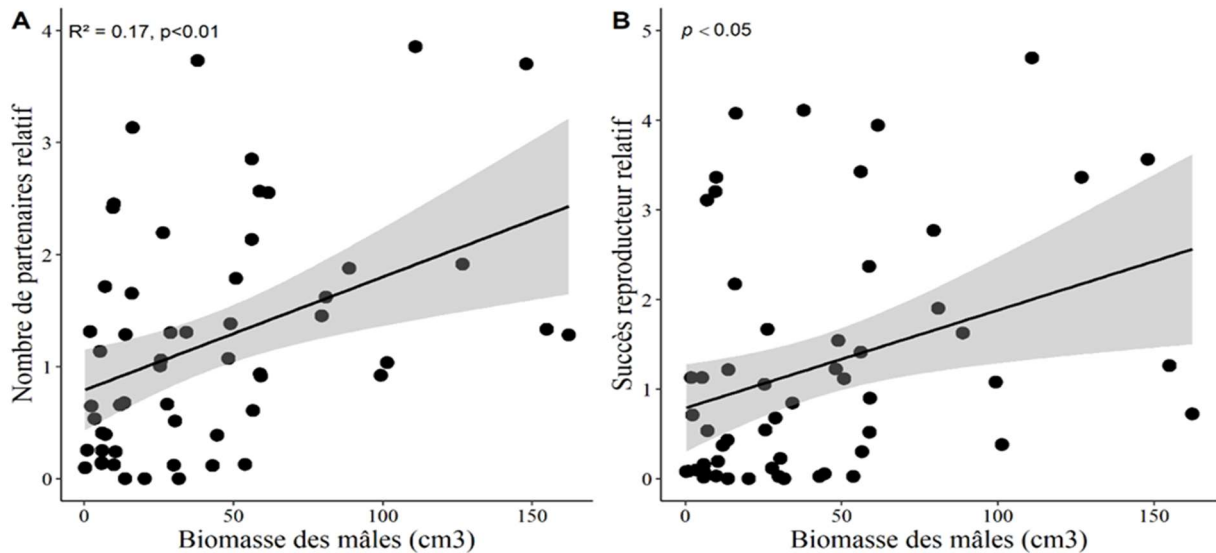 A
R² = 0.17, p<0.01
Nombre de partenaires relatif
4
3
2
1
0
0 50 100 150
Biomasse des mâles (cm3)
B
p < 0.05
Succès reproducteur relatif
5
4
3
2
1
0
0 50 100 150
Biomasse des mâles (cm3)